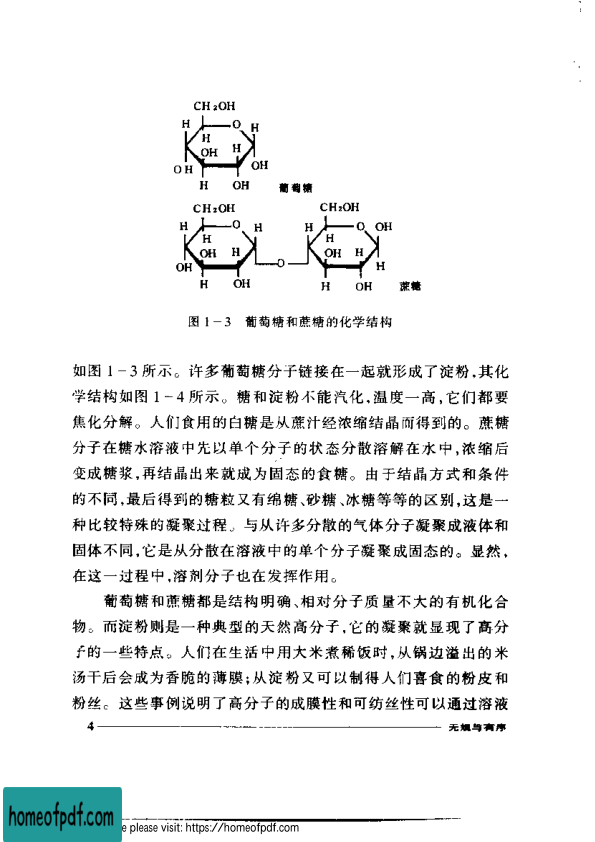 CH2OH
H
O
H
H
OH
H
OH
OH
H
OH
葡萄糖
CH2OH
CH2OH
H
O
H
H
O
OH
H
H
OH
H
OH
H
OH
O
H
H
OH
H
OH
蔗糖
图 1-3 葡萄糖和蔗糖的化学结构
如图 1-3 所示。许多葡萄糖分子链接在一起就形成了淀粉,其化
学结构如图 1-4 所示。糖和淀粉不能汽化,温度一高,它们都要
焦化分解。人们食用的白糖是从蔗汁经浓缩结晶而得到的。蔗糖
分子在糖水溶液中先以单个分子的状态分散溶解在水中,浓缩后
变成糖浆,再结晶出来就成为固态的食糖。由于结晶方式和条件
的不同,最后得到的糖粒又有绵糖、砂糖、冰糖等等的区别,这是一
种比较特殊的凝聚过程。与从许多分散的气体分子凝聚成液体和
固体不同,它是从分散在溶液中的单个分子凝聚成固态的。显然,
在这一过程中,溶剂分子也在发挥作用。
葡萄糖和蔗糖都是结构明确、相对分子质量不大的有机化合
物。而淀粉则是一种典型的天然高分子,它的凝聚就显现了高分
子的一些特点。人们在生活中用大米煮稀饭时,从锅边溢出的米
汤干后会成为香脆的薄膜;从淀粉又可以制得人们喜食的粉皮和
粉丝。这些事例说明了高分子的成膜性和可纺丝性可以通过溶液
4 无规与有序
homeofpdf.com
e please visit: https://homeofpdf.com